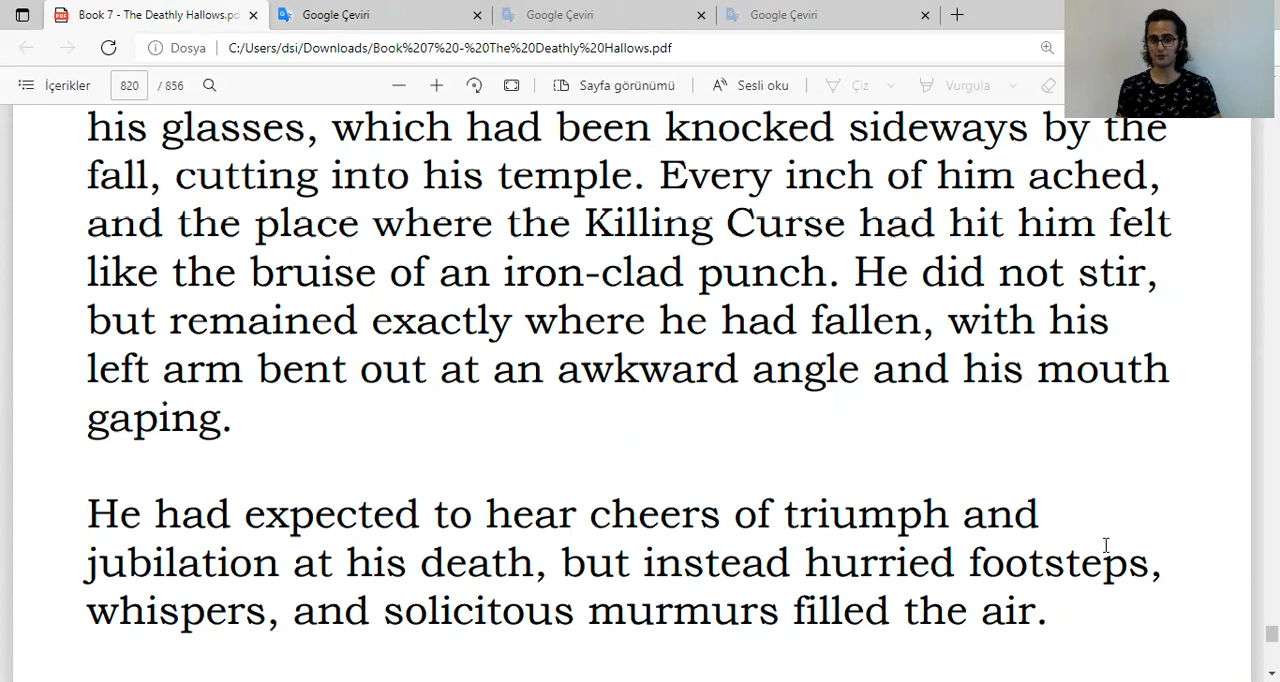 Book 7 - The Deathly Hallows.pd
Google Çeviri
Google Çeviri
Google Çeviri
Dosya
C:/Users/dsi/Downloads/Book%207%20-%20The%20Deathly%20Hallows.pdf
İçerikler
820 / 856
Sayfa görünümü
Sesli oku
Çiz
Vurgula
his glasses, which had been knocked sideways by the
fall, cutting into his temple. Every inch of him ached,
and the place where the Killing Curse had hit him felt
like the bruise of an iron-clad punch. He did not stir,
but remained exactly where he had fallen, with his
left arm bent out at an awkward angle and his mouth
gaping.
He had expected to hear cheers of triumph and
jubilation at his death, but instead hurried footsteps,
whispers, and solicitous murmurs filled the air.